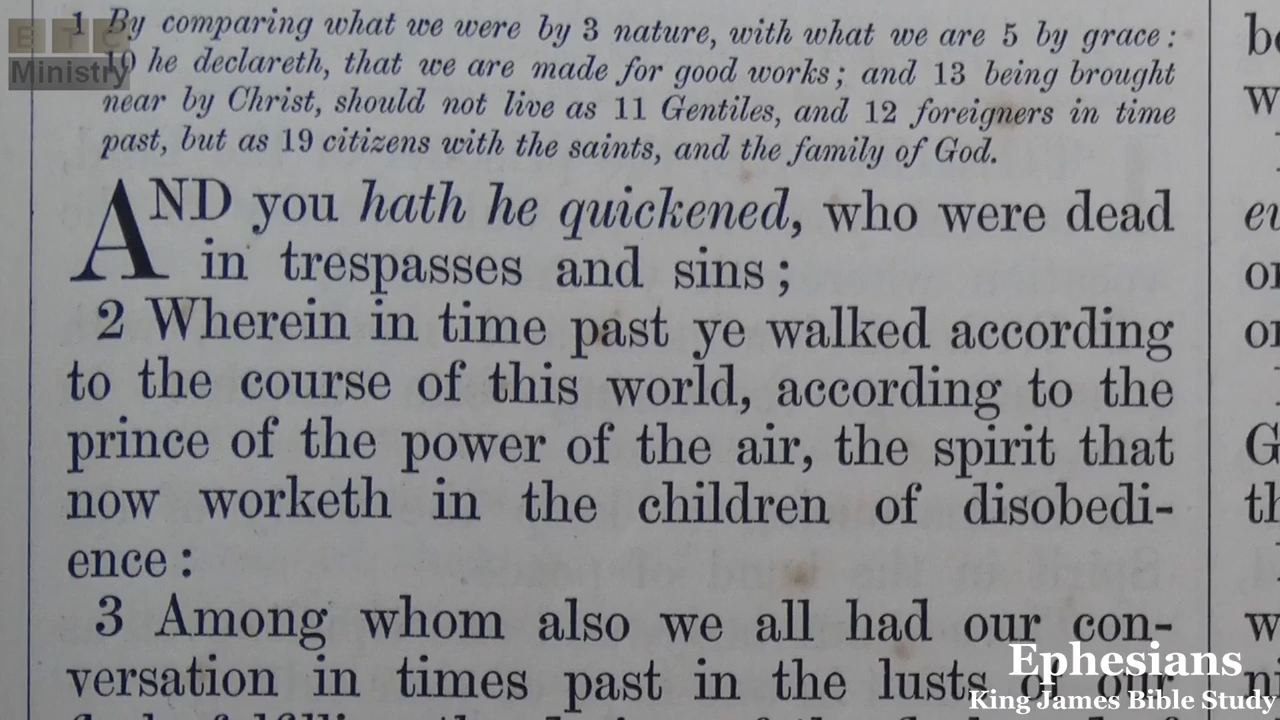 1 By comparing what we were by 3 nature, with what we are 5 by grace:
10 he declareth, that we are made for good works; and 13 being brought
near by Christ, should not live as 11 Gentiles, and 12 foreigners in time
past, but as 19 citizens with the saints, and the family of God.
AND you hath he quickened, who were dead
in trespasses and sins;
2 Wherein in time past ye walked according
to the course of this world, according to the
prince of the power of the air, the spirit that
now worketh in the children of disobedi-
ence:
3 Among whom also we all had our con-
versation in times past in the lusts of our
BTC
Ministry
Ephesians
King James Bible Study